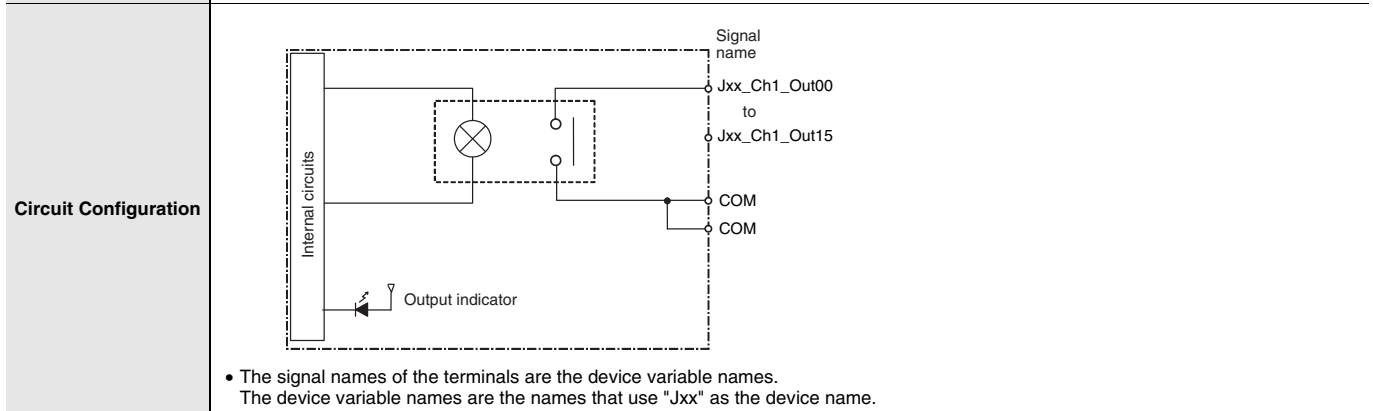 Circuit Configuration
Internal circuits
Signal
name
Jxx_Ch1_Out00
to
Jxx_Ch1_Out15
COM
COM
Output indicator
• The signal names of the terminals are the device variable names.
The device variable names are the names that use "Jxx" as the device name.